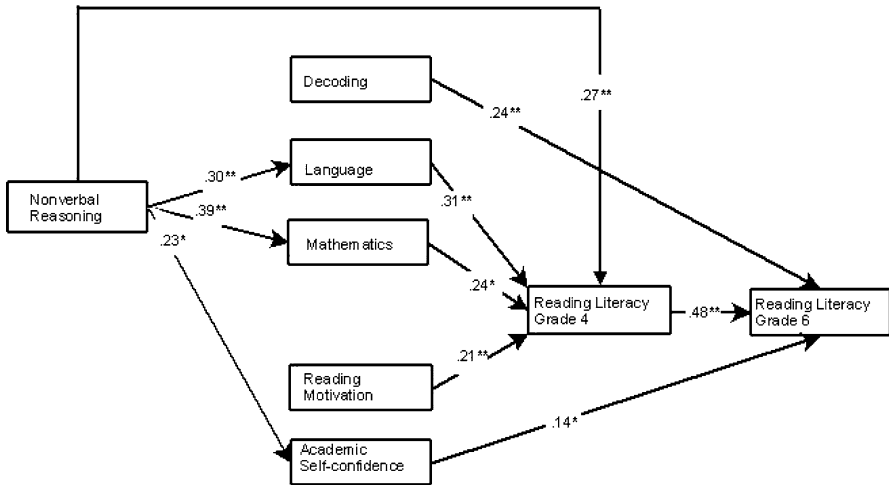 Decoding
.27**
.24**
Language
.30**
Nonverbal
Reasoning
.31**
.39**
.23*
Mathematics
.24*
Reading Literacy
Grade 4
.48**
Reading Literacy
Grade 6
.21**
Reading
Motivation
.14*
Academic
Self-confidence